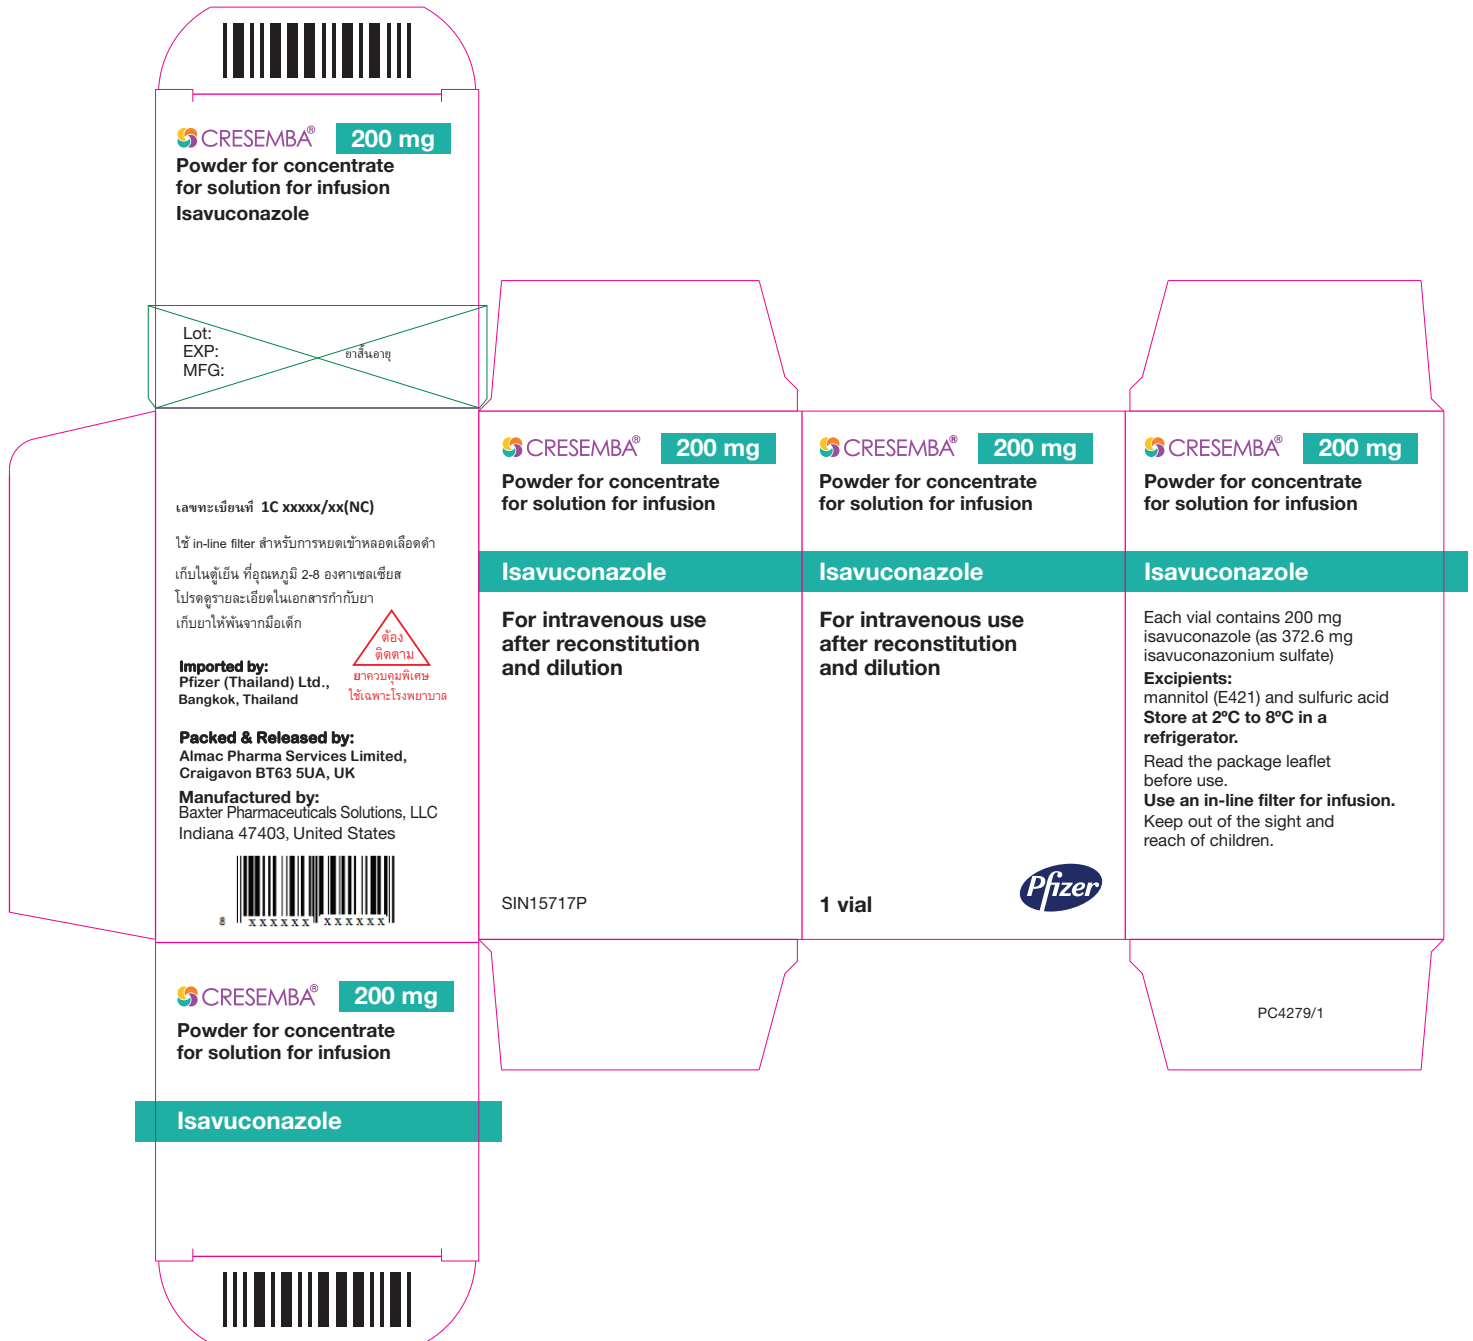 CRESEMBA® 200 mg
Powder for concentrate
for solution for infusion
Isavuconazole
Lot:
EXP: ยาสิ้นอายุ
MFG:
เลขทะเบียนที่ 1C xxxxx/xx(NC)
ใช้ in-line filter สำหรับการหยดเข้าหลอดเลือดดำ
เก็บในตู้เย็น ที่อุณหภูมิ 2-8 องศาเซลเซียส
โปรดดูรายละเอียดในเอกสารกำกับยา
เก็บยาให้พ้นจากมือเด็ก
ต้อง
ติดตาม
ยาควบคุมพิเศษ
ใช้เฉพาะโรงพยาบาล
Imported by:
Pfizer (Thailand) Ltd.,
Bangkok, Thailand
Packed & Released by:
Almac Pharma Services Limited,
Craigavon BT63 5UA, UK
Manufactured by:
Baxter Pharmaceuticals Solutions, LLC
Indiana 47403, United States
8 xxxxxx xxxxxx
CRESEMBA® 200 mg
Powder for concentrate
for solution for infusion
Isavuconazole
For intravenous use
after reconstitution
and dilution
SIN15717P
CRESEMBA® 200 mg
Powder for concentrate
for solution for infusion
Isavuconazole
For intravenous use
after reconstitution
and dilution
1 vial
Pfizer
CRESEMBA® 200 mg
Powder for concentrate
for solution for infusion
Isavuconazole
Each vial contains 200 mg
isavuconazole (as 372.6 mg
isavuconazonium sulfate)
Excipients:
mannitol (E421) and sulfuric acid
Store at 2ºC to 8ºC in a
refrigerator.
Read the package leaflet
before use.
Use an in-line filter for infusion.
Keep out of the sight and
reach of children.
PC4279/1
CRESEMBA® 200 mg
Powder for concentrate
for solution for infusion
Isavuconazole